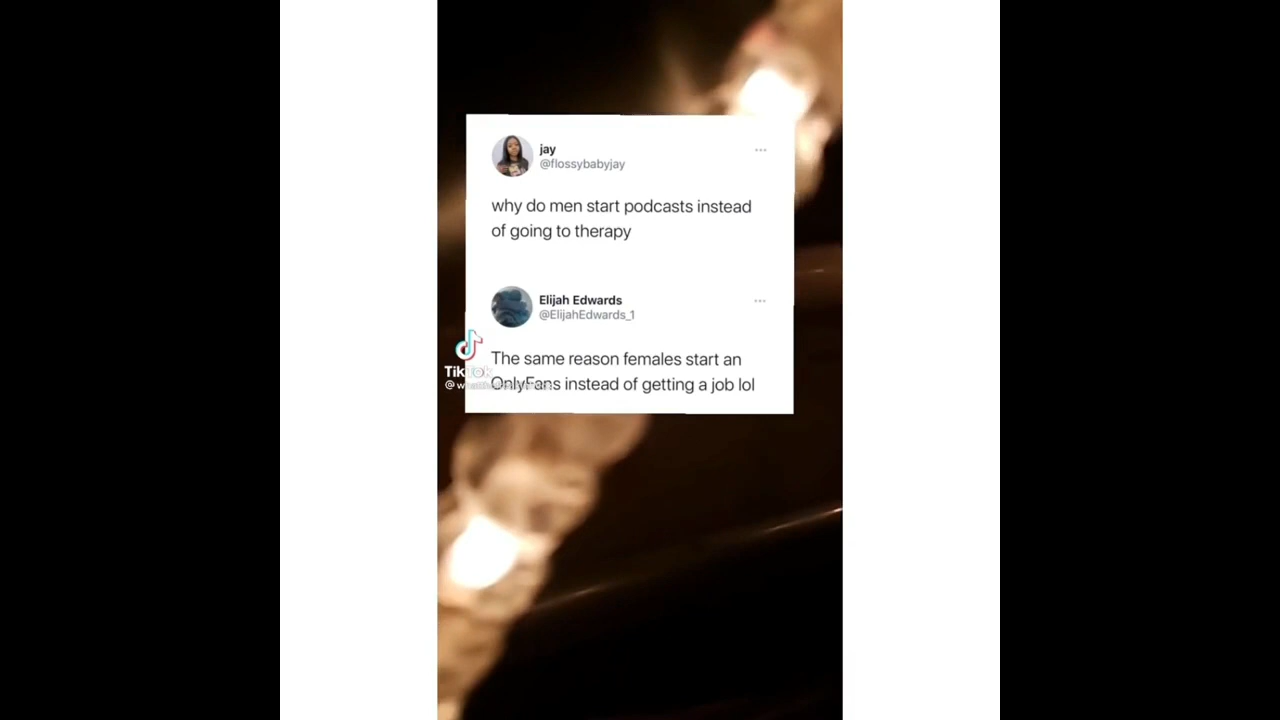 jay
@flossybabyjay
why do men start podcasts instead
of going to therapy
Elijah Edwards
@ElijahEdwards_1
The same reason females start an
OnlyFans instead of getting a job lol
TikTok